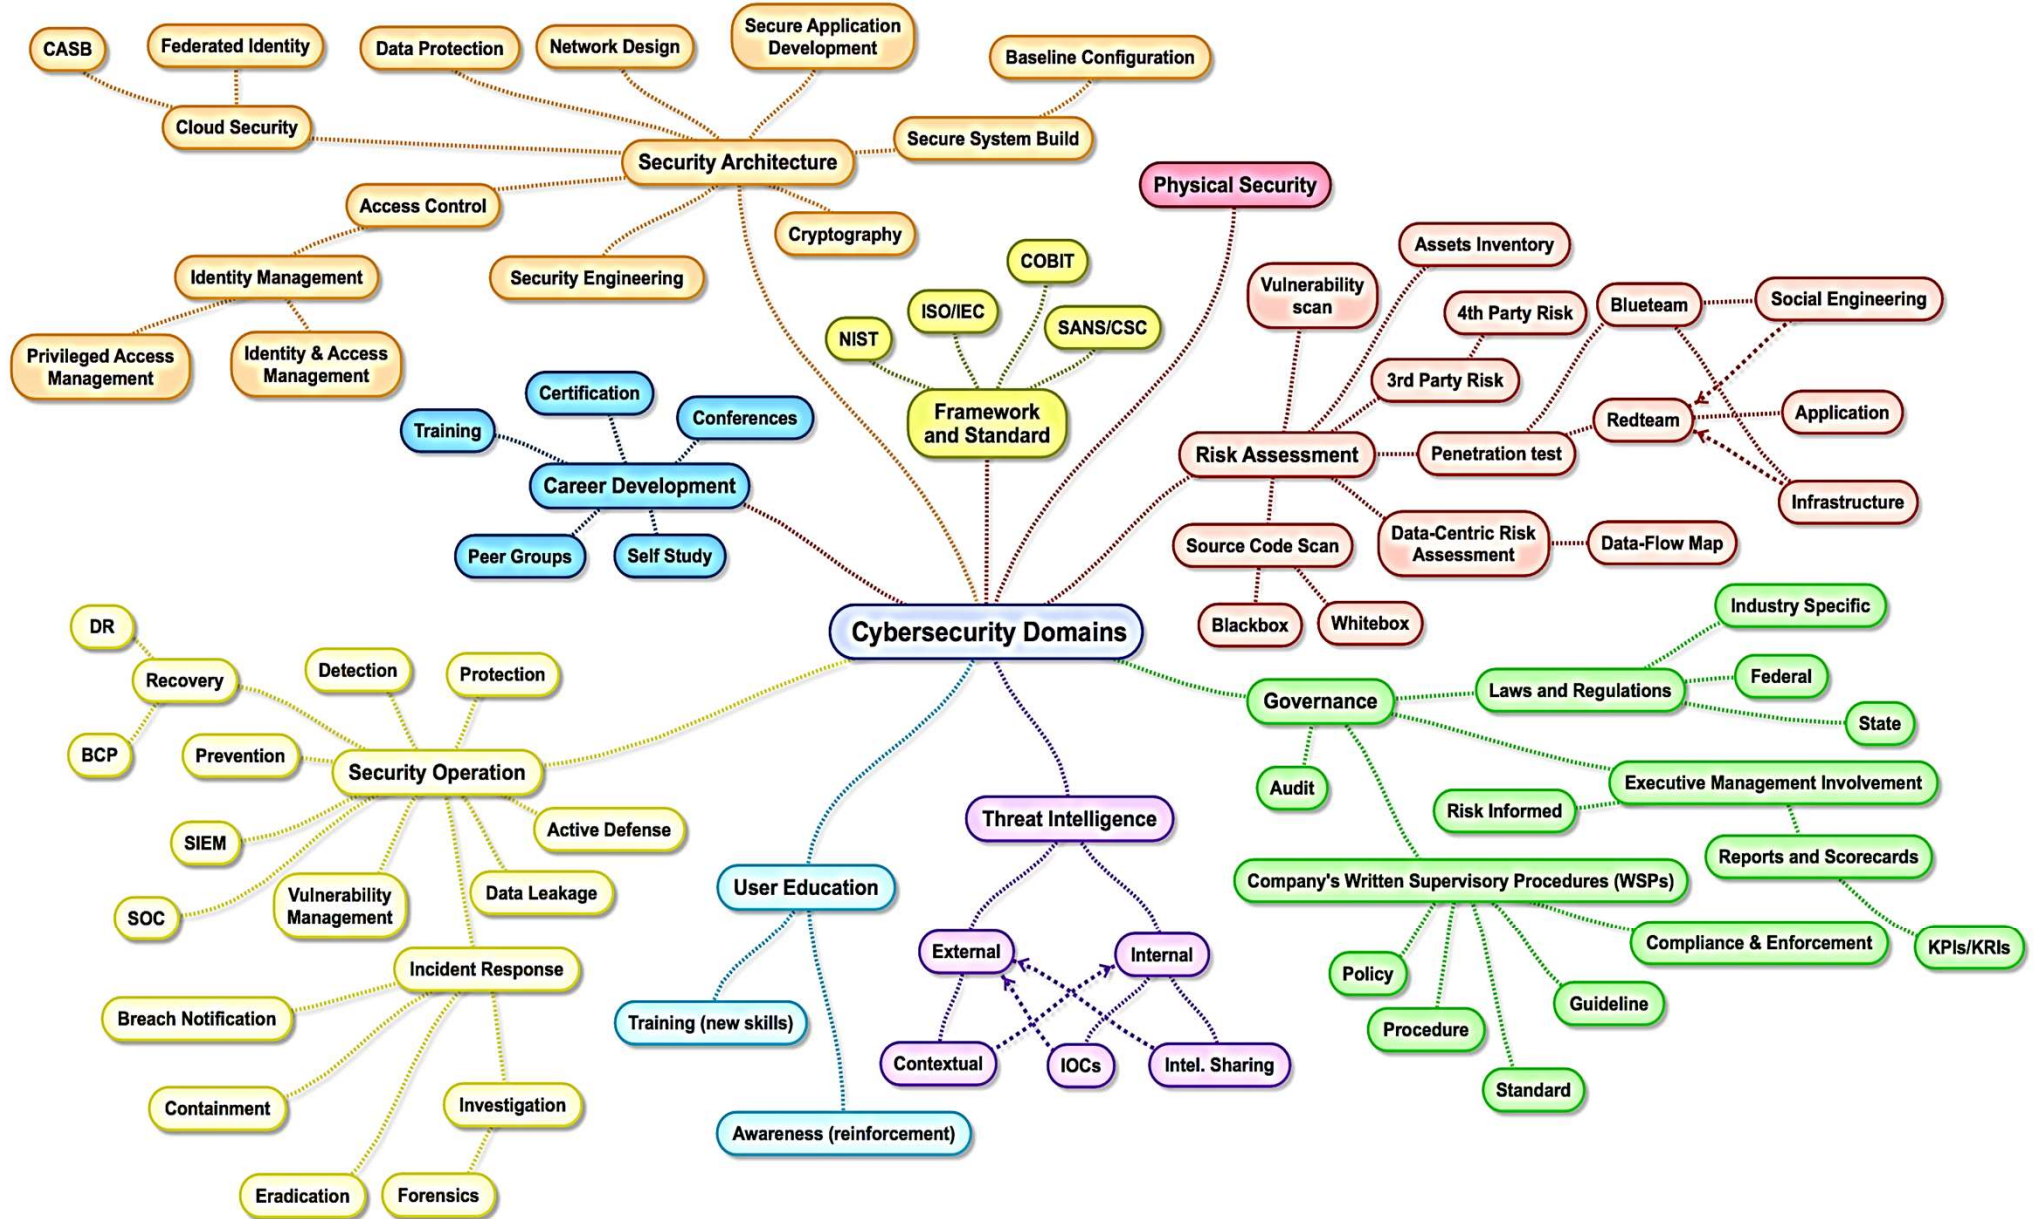 CASB
Federated Identity
Data Protection
Network Design
Secure Application
Development
Baseline Configuration
Cloud Security
Secure System Build
Security Architecture
Physical Security
Access Control
Cryptography
Identity Management
Security Engineering
Privileged Access
Management
Identity & Access
Management
COBIT
ISO/IEC
SANS/CSC
NIST
Framework
and Standard
Certification
Conferences
Training
Career Development
Peer Groups
Self Study
Assets Inventory
Vulnerability
scan
4th Party Risk
Blueteam
Social Engineering
3rd Party Risk
Redteam
Application
Risk Assessment
Penetration test
Infrastructure
Source Code Scan
Data-Centric Risk
Assessment
Data-Flow Map
Blackbox
Whitebox
Cybersecurity Domains
DR
Recovery
Detection
Protection
BCP
Prevention
Security Operation
SIEM
Active Defense
SOC
Vulnerability
Management
Data Leakage
Incident Response
Breach Notification
Containment
Investigation
Eradication
Forensics
User Education
Training (new skills)
Awareness (reinforcement)
Threat Intelligence
External
Internal
Contextual
IOCs
Intel. Sharing
Industry Specific
Governance
Laws and Regulations
Federal
State
Audit
Executive Management Involvement
Risk Informed
Reports and Scorecards
Company's Written Supervisory Procedures (WSPs)
Compliance & Enforcement
KPIs/KRIs
Policy
Procedure
Guideline
Standard